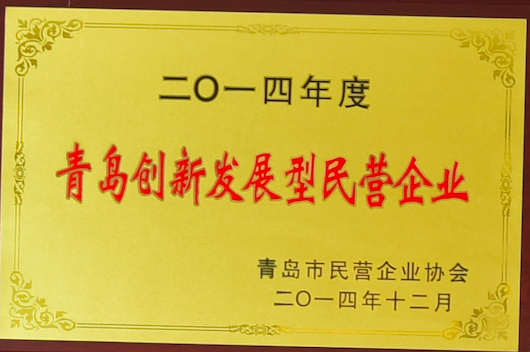 二〇一四年度
青岛创新发展型民营企业
青岛市民营企业协会
二〇一四年十二月